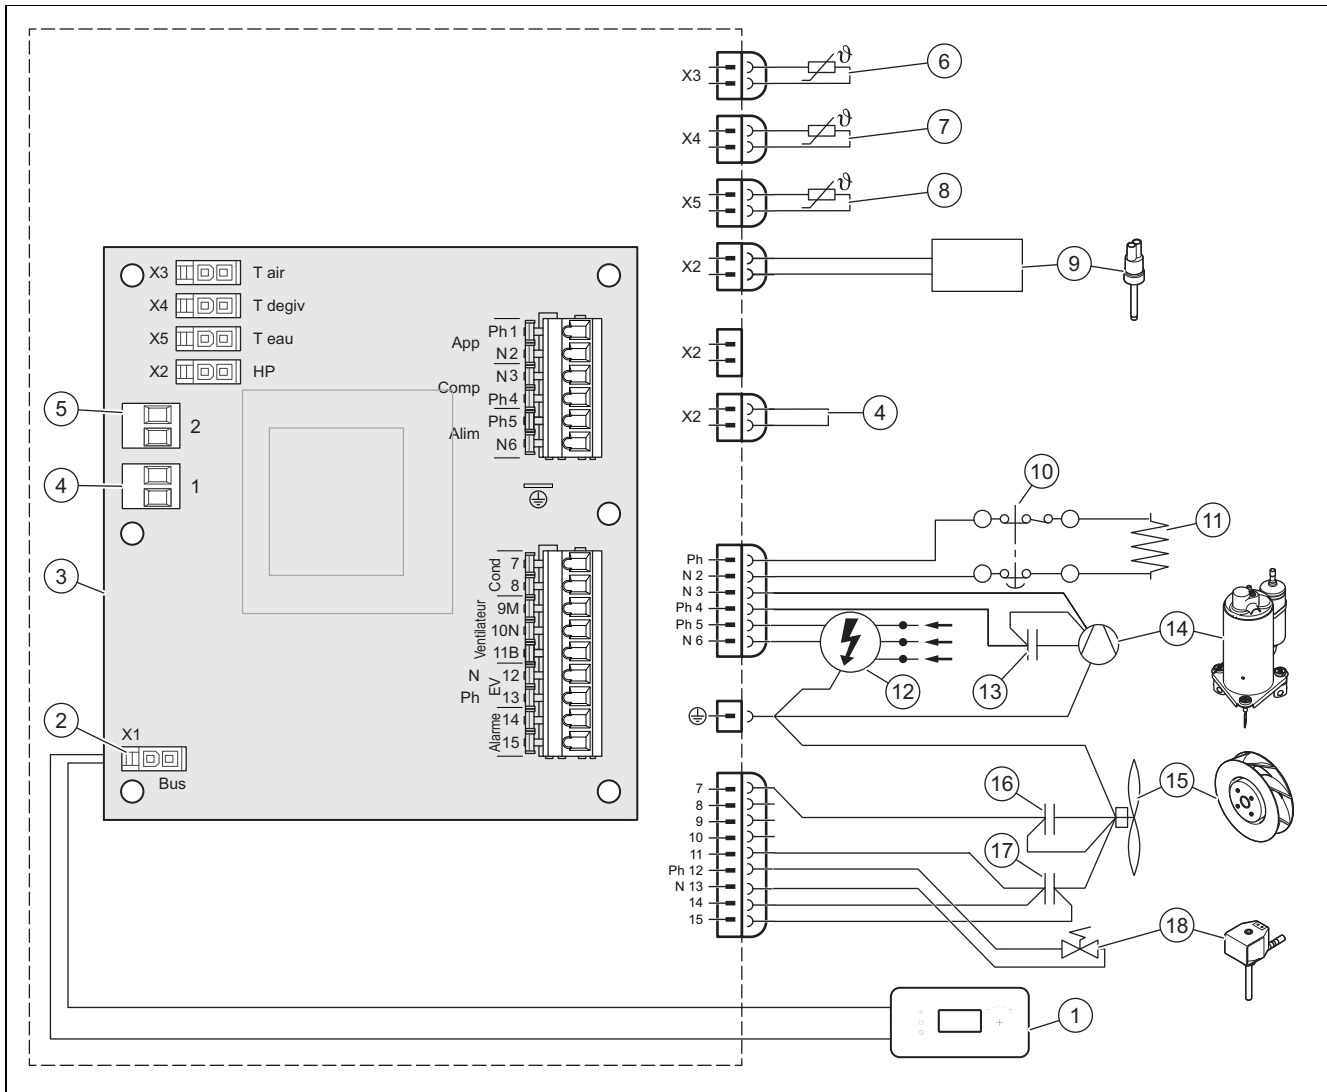 X3 T air
X4 T degiv
X5 T eau
X2 HP
5
2
4
1
3
2
X1
Bus
App
Ph 1
N 2
Comp
N 3
Ph 4
Alim
Ph5
N6
Cond
7
8
Ventilateur
9M
10N
11B
EV
N 12
Ph 13
Alarme
14
15
X3
ϑ
6
X4
ϑ
7
X5
ϑ
8
X2
9
X2
X2
4
10
11
Ph
N 2
N 3
Ph 4
Ph 5
N 6
12
13
14
7
8
9
10
11
Ph 12
N 13
14
15
16
17
15
18
1